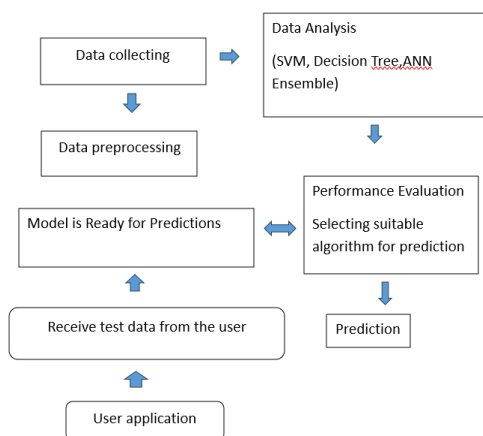 Data collecting
Data Analysis
(SVM, Decision Tree,ANN
Ensemble)
Data preprocessing
Performance Evaluation
Selecting suitable
algorithm for prediction
Model is Ready for Predictions
Receive test data from the user
Prediction
User application